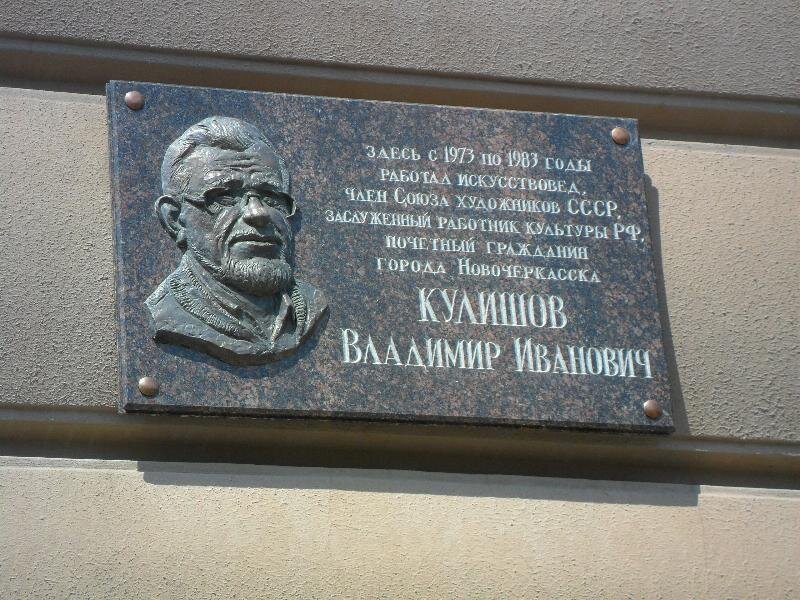 Здесь с 1973 по 1983 годы
работал искусствовед,
член Союза художников СССР,
заслуженный работник культуры РФ,
почетный гражданин
города Новочеркасска
КУЛИШОВ
Владимир Иванович